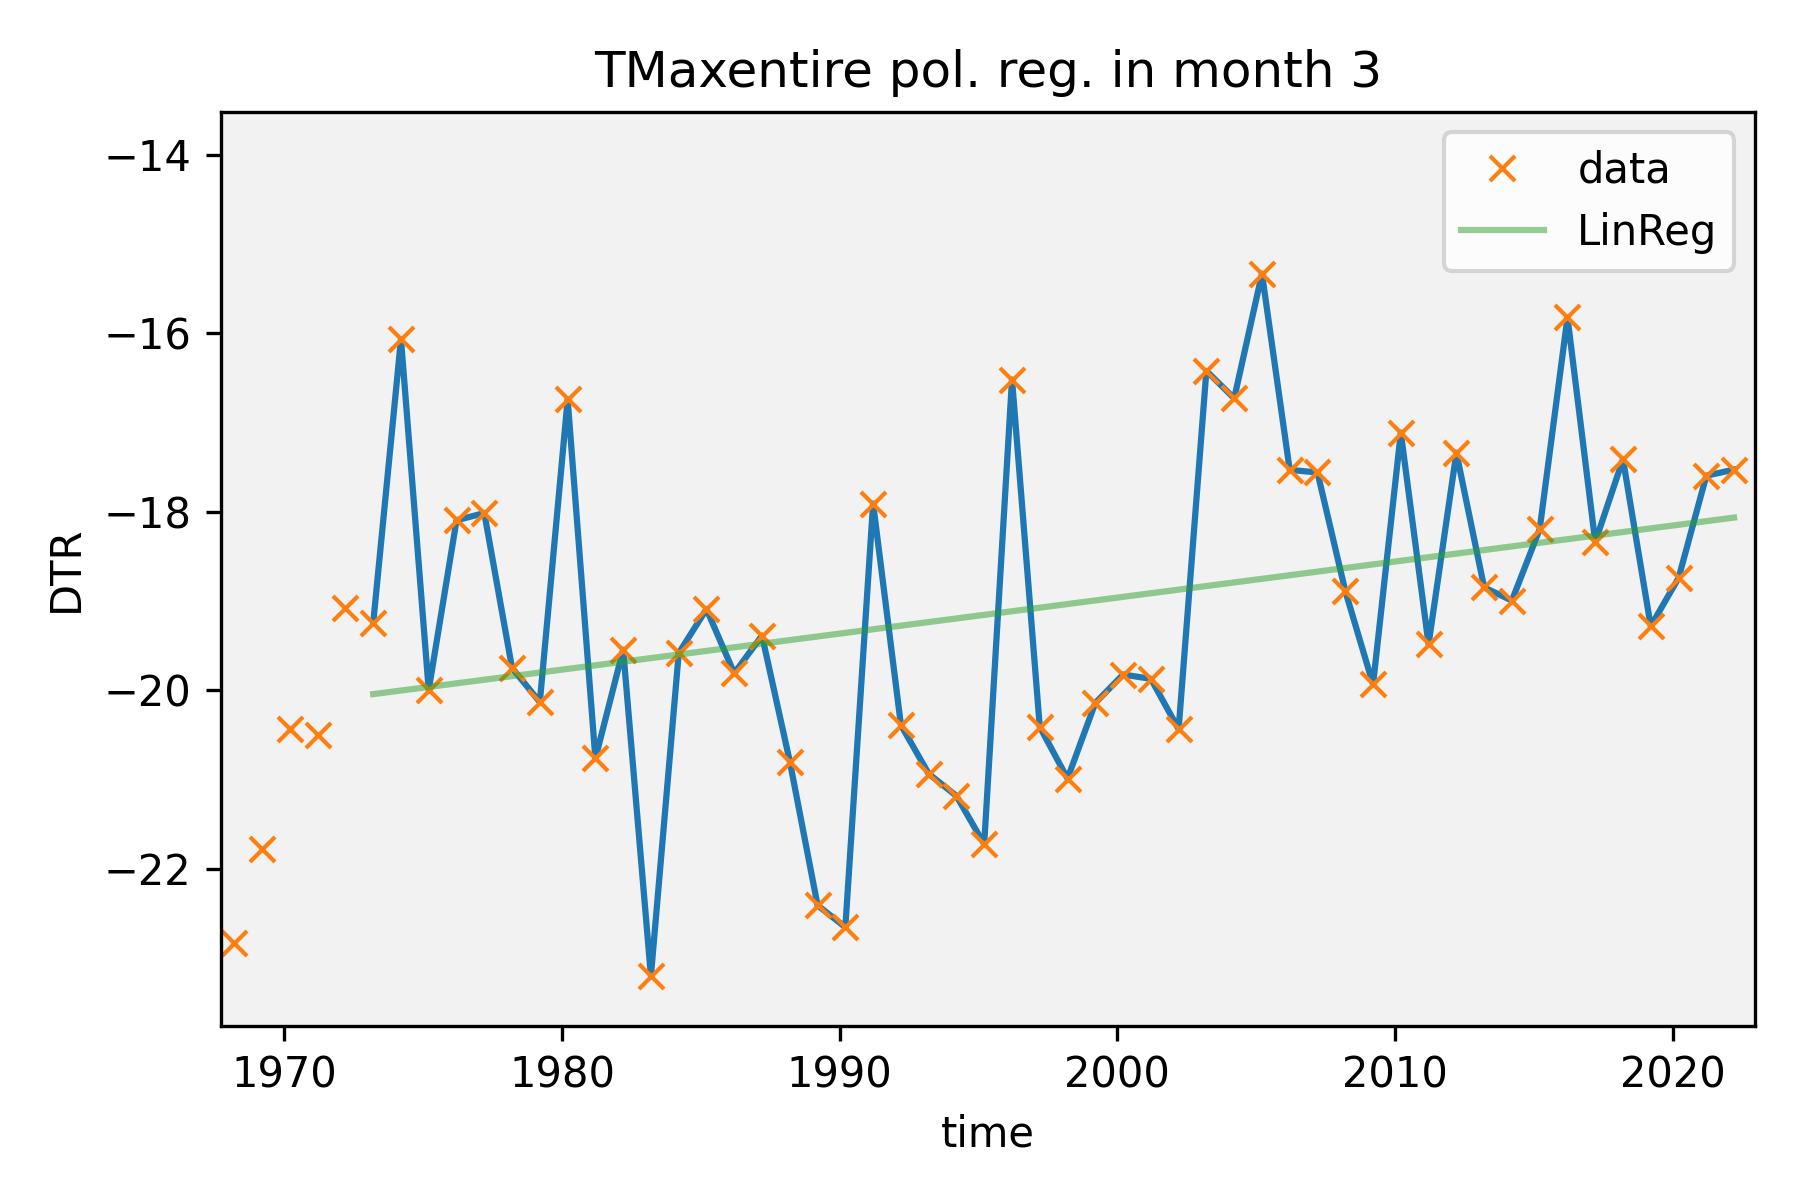 TMaxentire pol. reg. in month 3
data
LinReg
−14
−16
−18
−20
−22
DTR
1970 1980 1990 2000 2010 2020
time